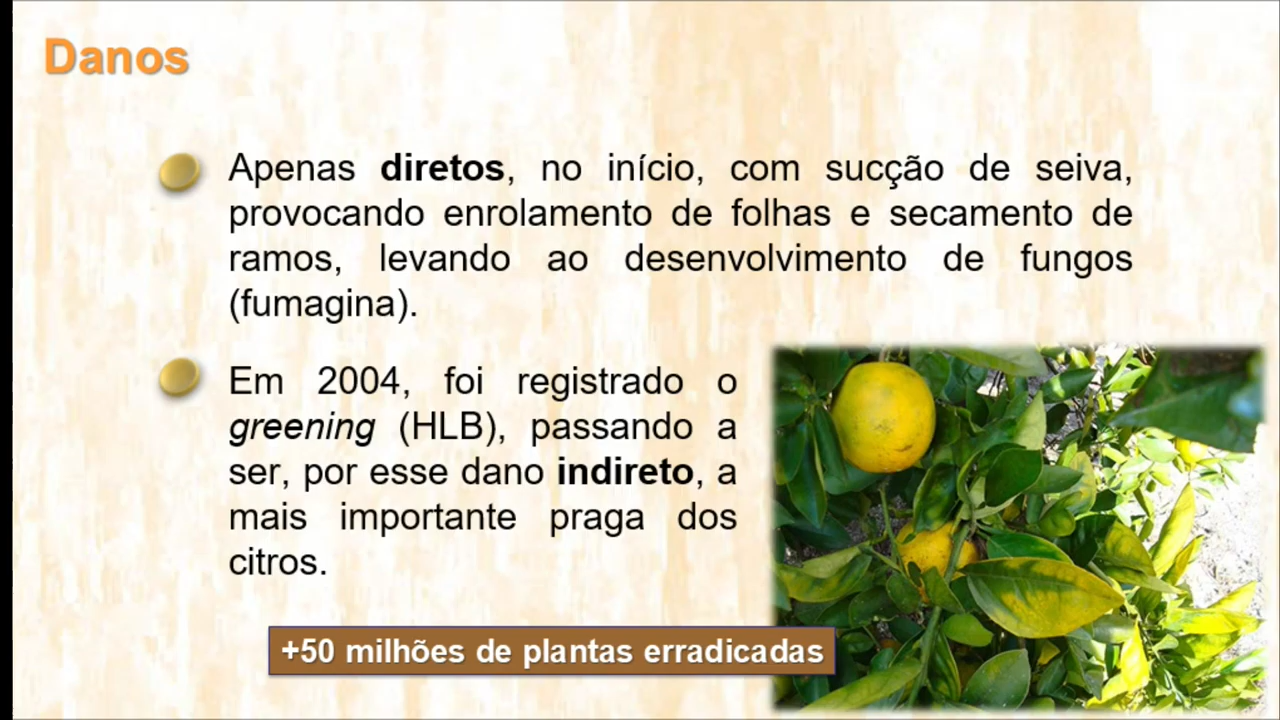 Danos
Apenas diretos, no início, com sucção de seiva,
provocando enrolamento de folhas e secamento de
ramos, levando ao desenvolvimento de fungos
(fumagina).
Em 2004, foi registrado o
greening (HLB), passando a
ser, por esse dano indireto, a
mais importante praga dos
citros.
+50 milhões de plantas erradicadas